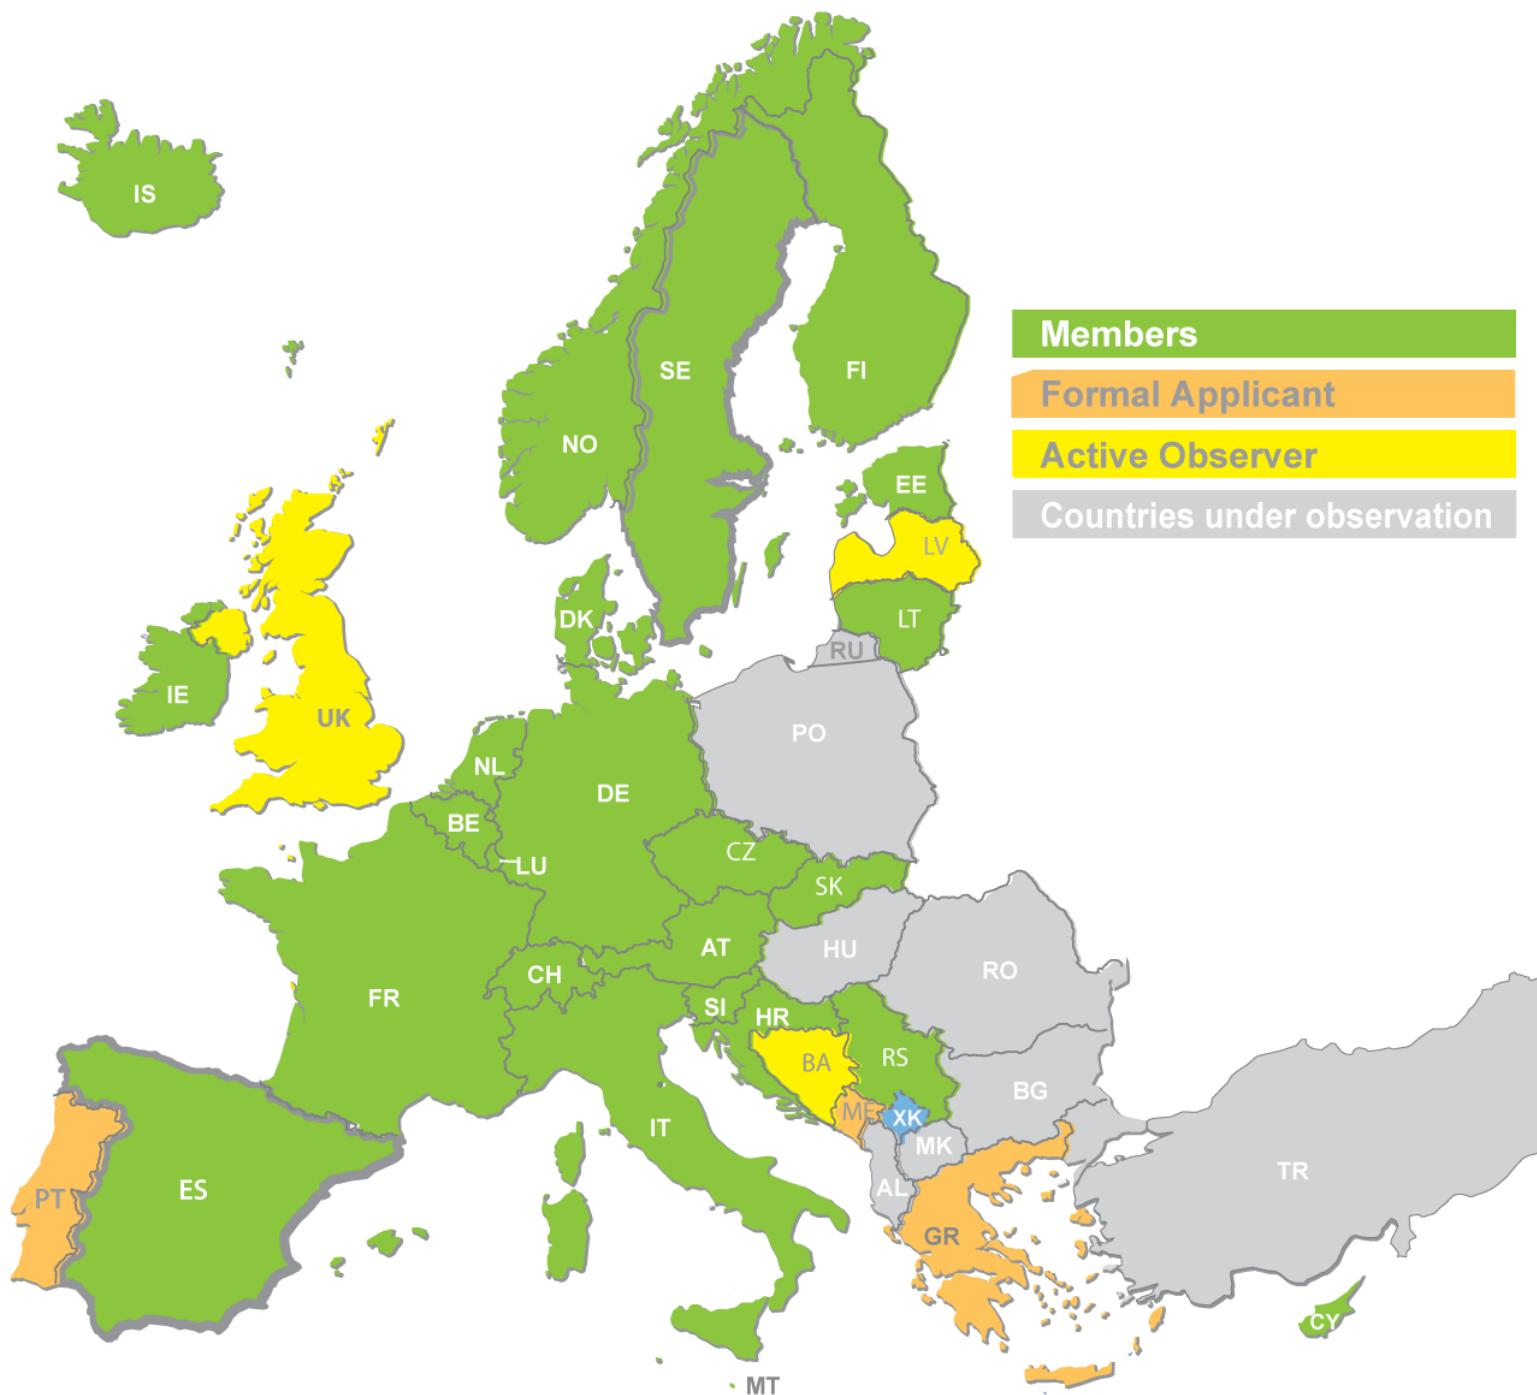 IS
Members
SE
FI
Formal Applicant
NO
Active Observer
EE
Countries under observation
LV
DK
LT
RU
IE
UK
PO
NL
DE
BE
CZ
LU
SK
AT
HU
CH
RO
FR
SI
HR
RS
BA
BG
ME
XK
IT
MK
TR
ES
AL
PT
GR
CY
MT